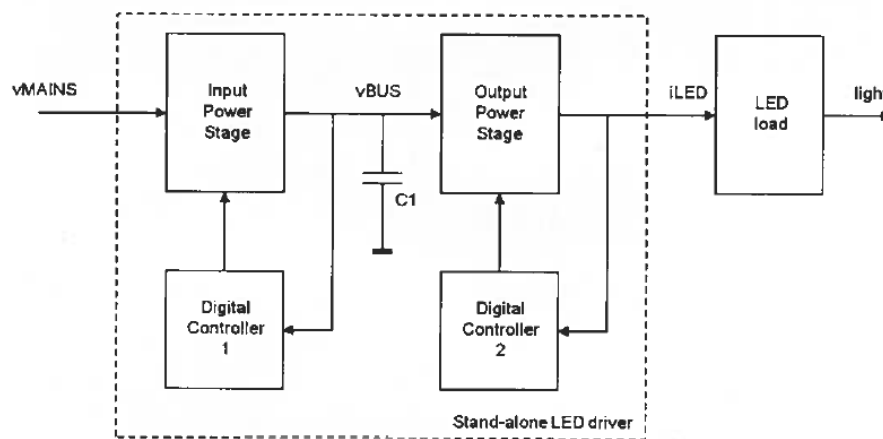 vMAINS
Input
Power
Stage
vBUS
Output
Power
Stage
iLED
LED
load
light
C1
Digital
Controller
1
Digital
Controller
2
Stand-alone LED driver